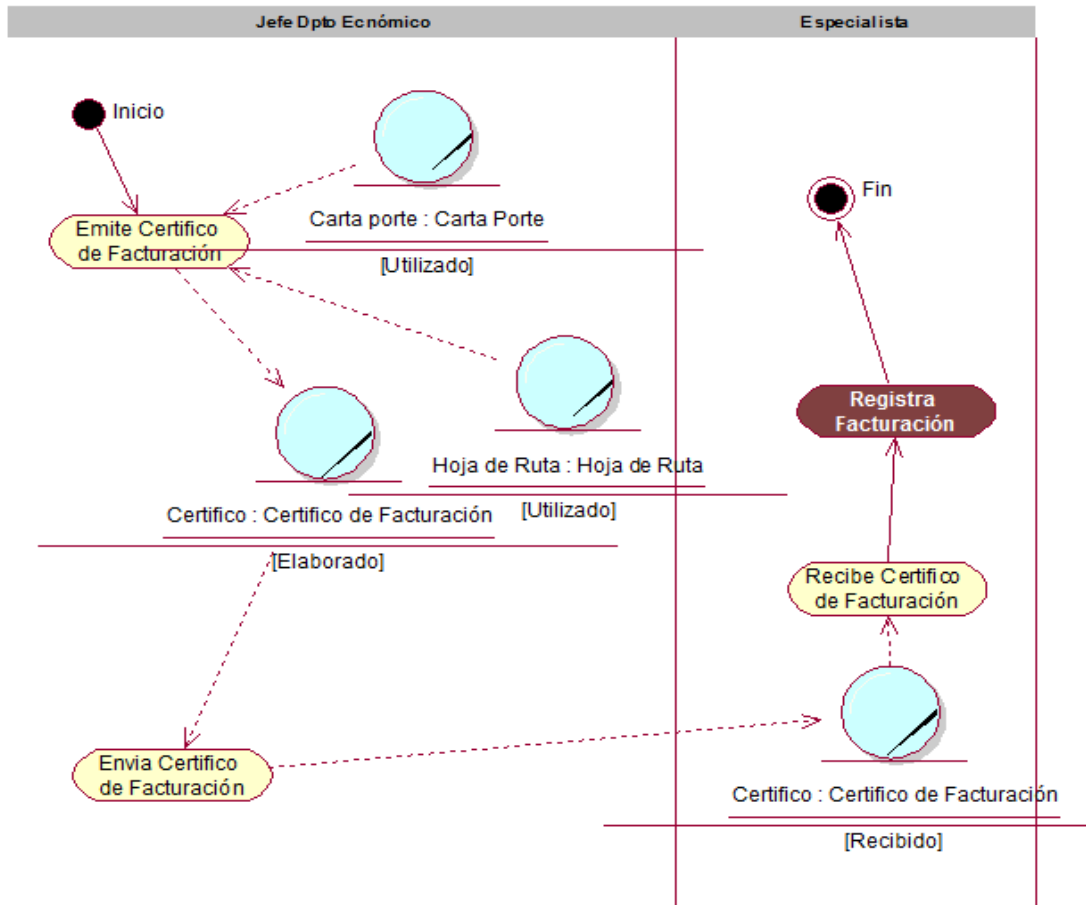 Jefe Dpto Ecnómico
Especialista
Inicio
Carta porte : Carta Porte
[Utilizado]
Emite Certifico
de Facturación
Fin
Registra
Facturación
Hoja de Ruta : Hoja de Ruta
[Utilizado]
Certifico : Certifico de Facturación
[Elaborado]
Recibe Certifico
de Facturación
Envia Certifico
de Facturación
Certifico : Certifico de Facturación
[Recibido]